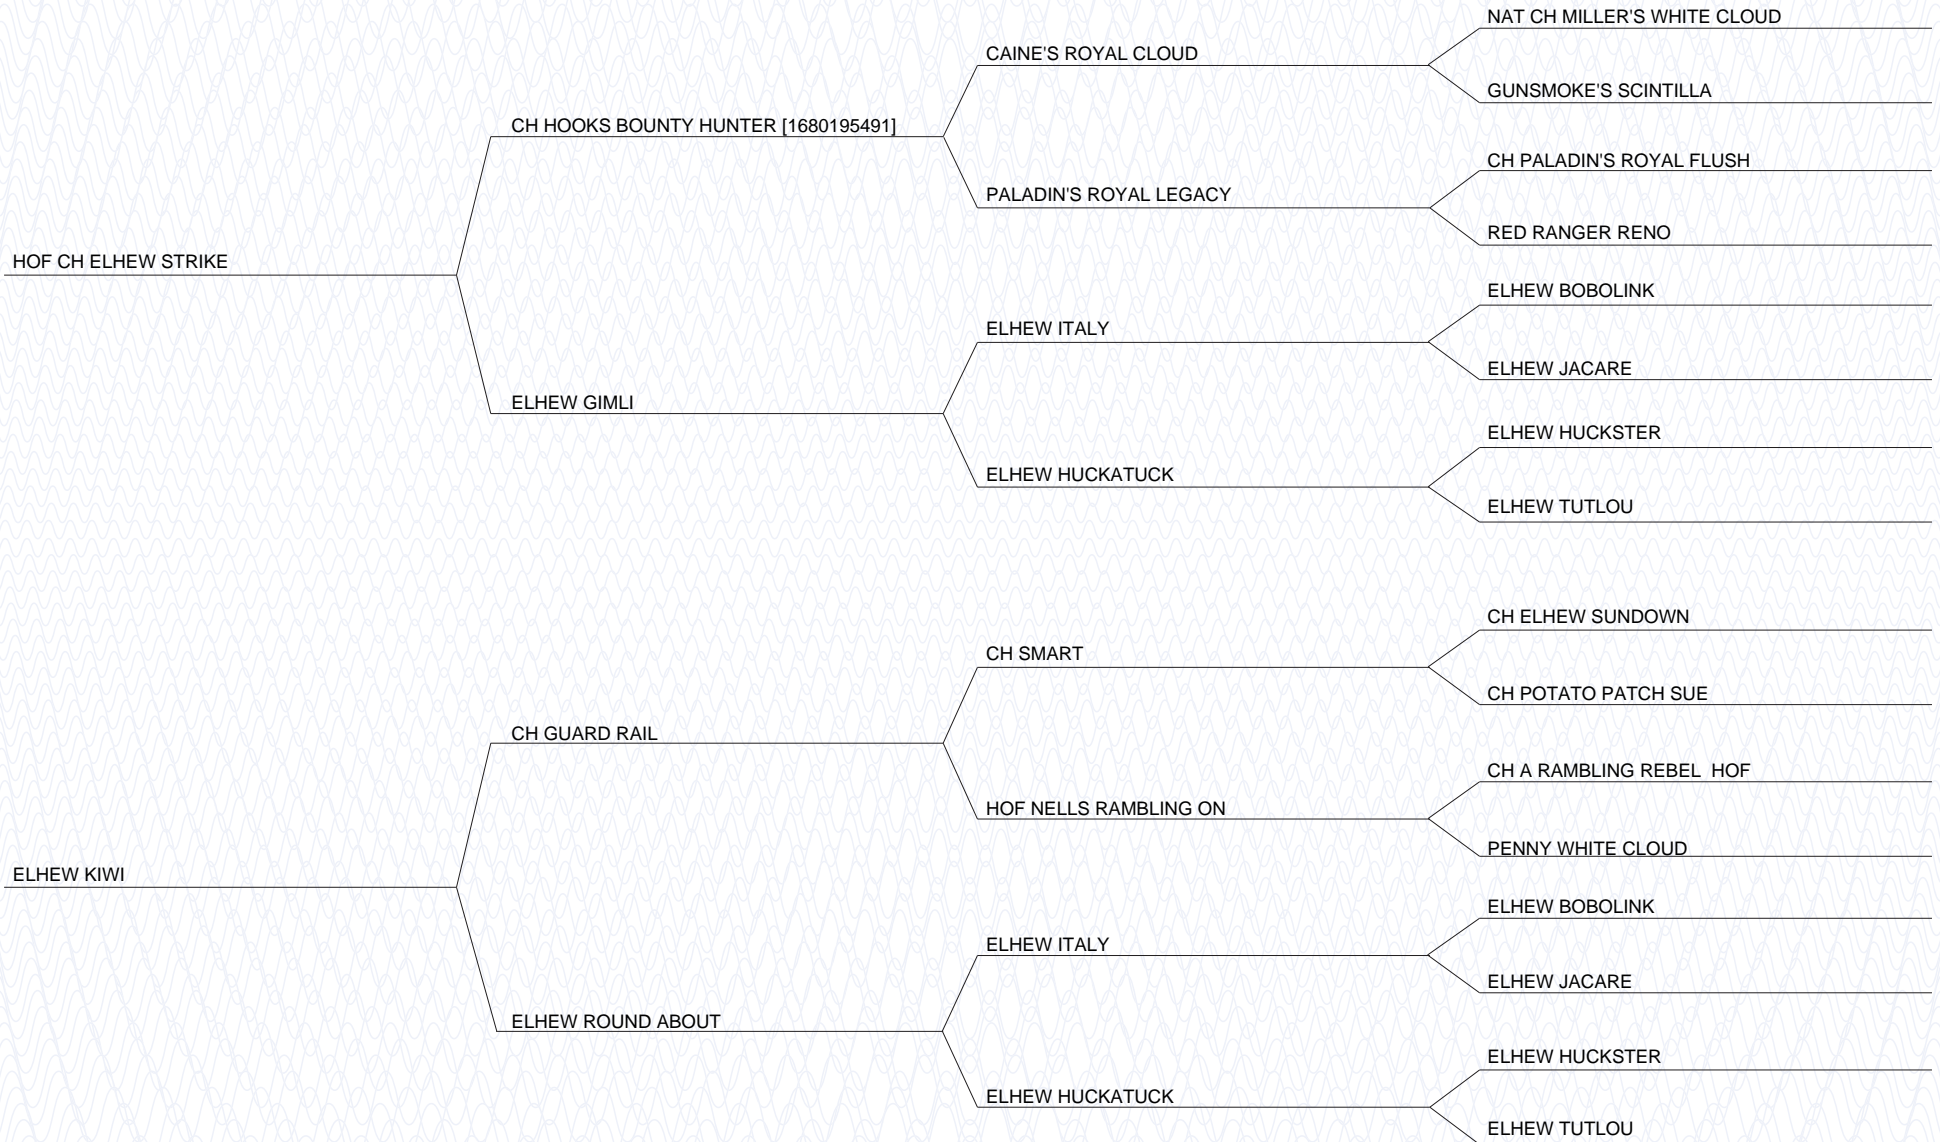 NAT CH MILLER'S WHITE CLOUD
CAINE'S ROYAL CLOUD
GUNSMOKE'S SCINTILLA
CH HOOKS BOUNTY HUNTER [1680195491]
CH PALADIN'S ROYAL FLUSH
PALADIN'S ROYAL LEGACY
RED RANGER RENO
HOF CH ELHEW STRIKE
ELHEW BOBOLINK
ELHEW ITALY
ELHEW JACARE
ELHEW GIMLI
ELHEW HUCKSTER
ELHEW HUCKATUCK
ELHEW TUTLOU
CH ELHEW SUNDOWN
CH SMART
CH POTATO PATCH SUE
CH GUARD RAIL
CH A RAMBLING REBEL  HOF
HOF NELLS RAMBLING ON
PENNY WHITE CLOUD
ELHEW KIWI
ELHEW BOBOLINK
ELHEW ITALY
ELHEW JACARE
ELHEW ROUND ABOUT
ELHEW HUCKSTER
ELHEW HUCKATUCK
ELHEW TUTLOU